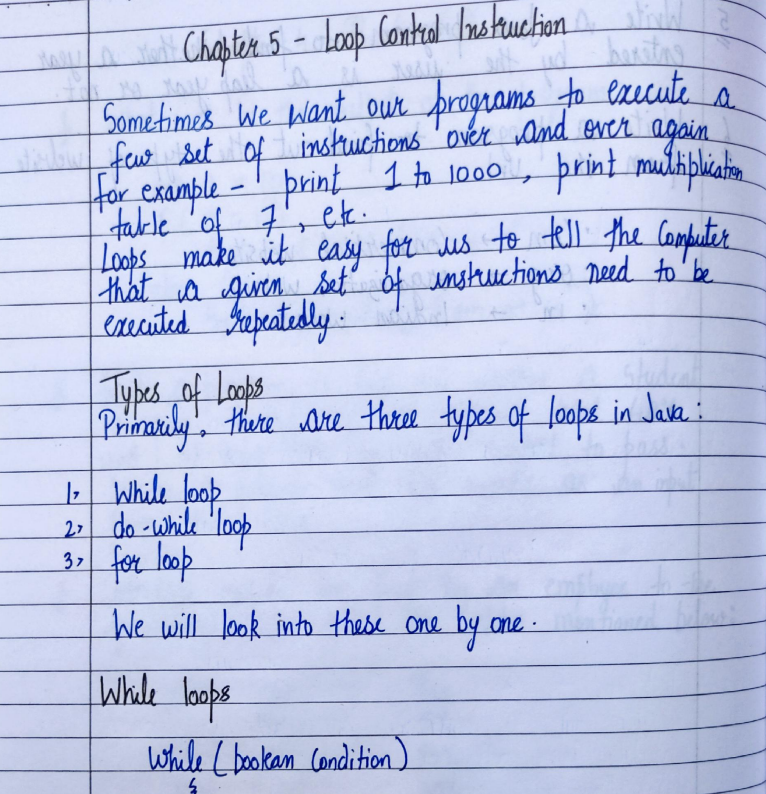 Chapter 5 - Loop Control Instruction
Sometimes we want our programs to execute a
few set of instructions over and over again
for example - print 1 to 1000, print multiplication
table of 7, etc.
Loops make it easy for us to tell the Computer
that a given set of instructions need to be
executed repeatedly.
Types of Loops
Primarily, there are three types of loops in Java:
1, While loop
2, do-while loop
3, for loop
We will look into these one by one.
While loops
While (boolean Condition)
{